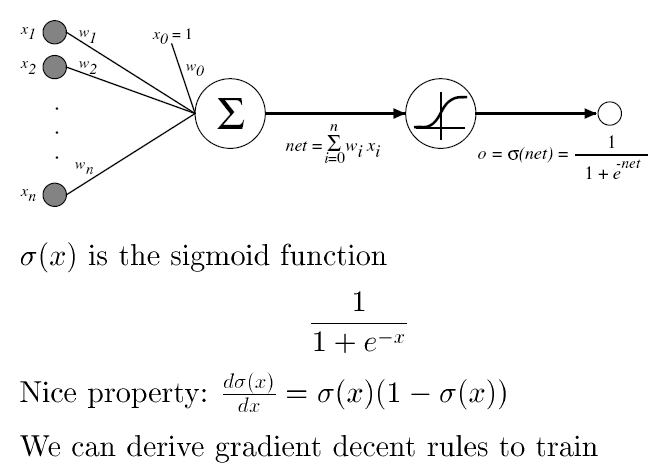 x1 w1 x0 = 1
x2 w2 w0
Σ
.
.
.
net = Σ i=0 n wi xi
o = σ(net) = 1 / 1 + e^-net
wn
xn
σ(x) is the sigmoid function
1
1 + e^−x
Nice property: dσ(x)/dx = σ(x)(1 − σ(x))
We can derive gradient decent rules to train